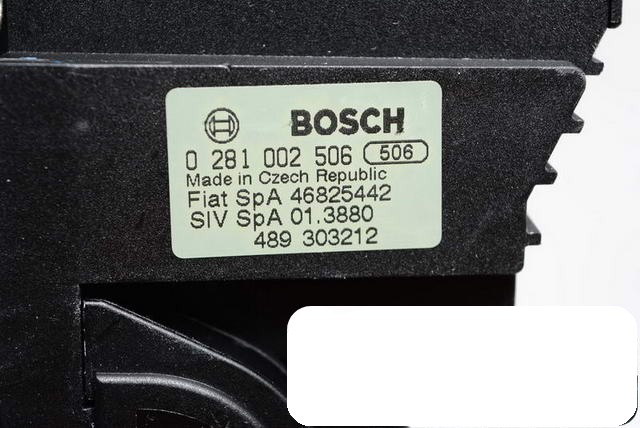 BOSCH
0 281 002 506 506
Made in Czech Republic
Fiat SpA 46825442
SIV SpA 01.3880
489 303212